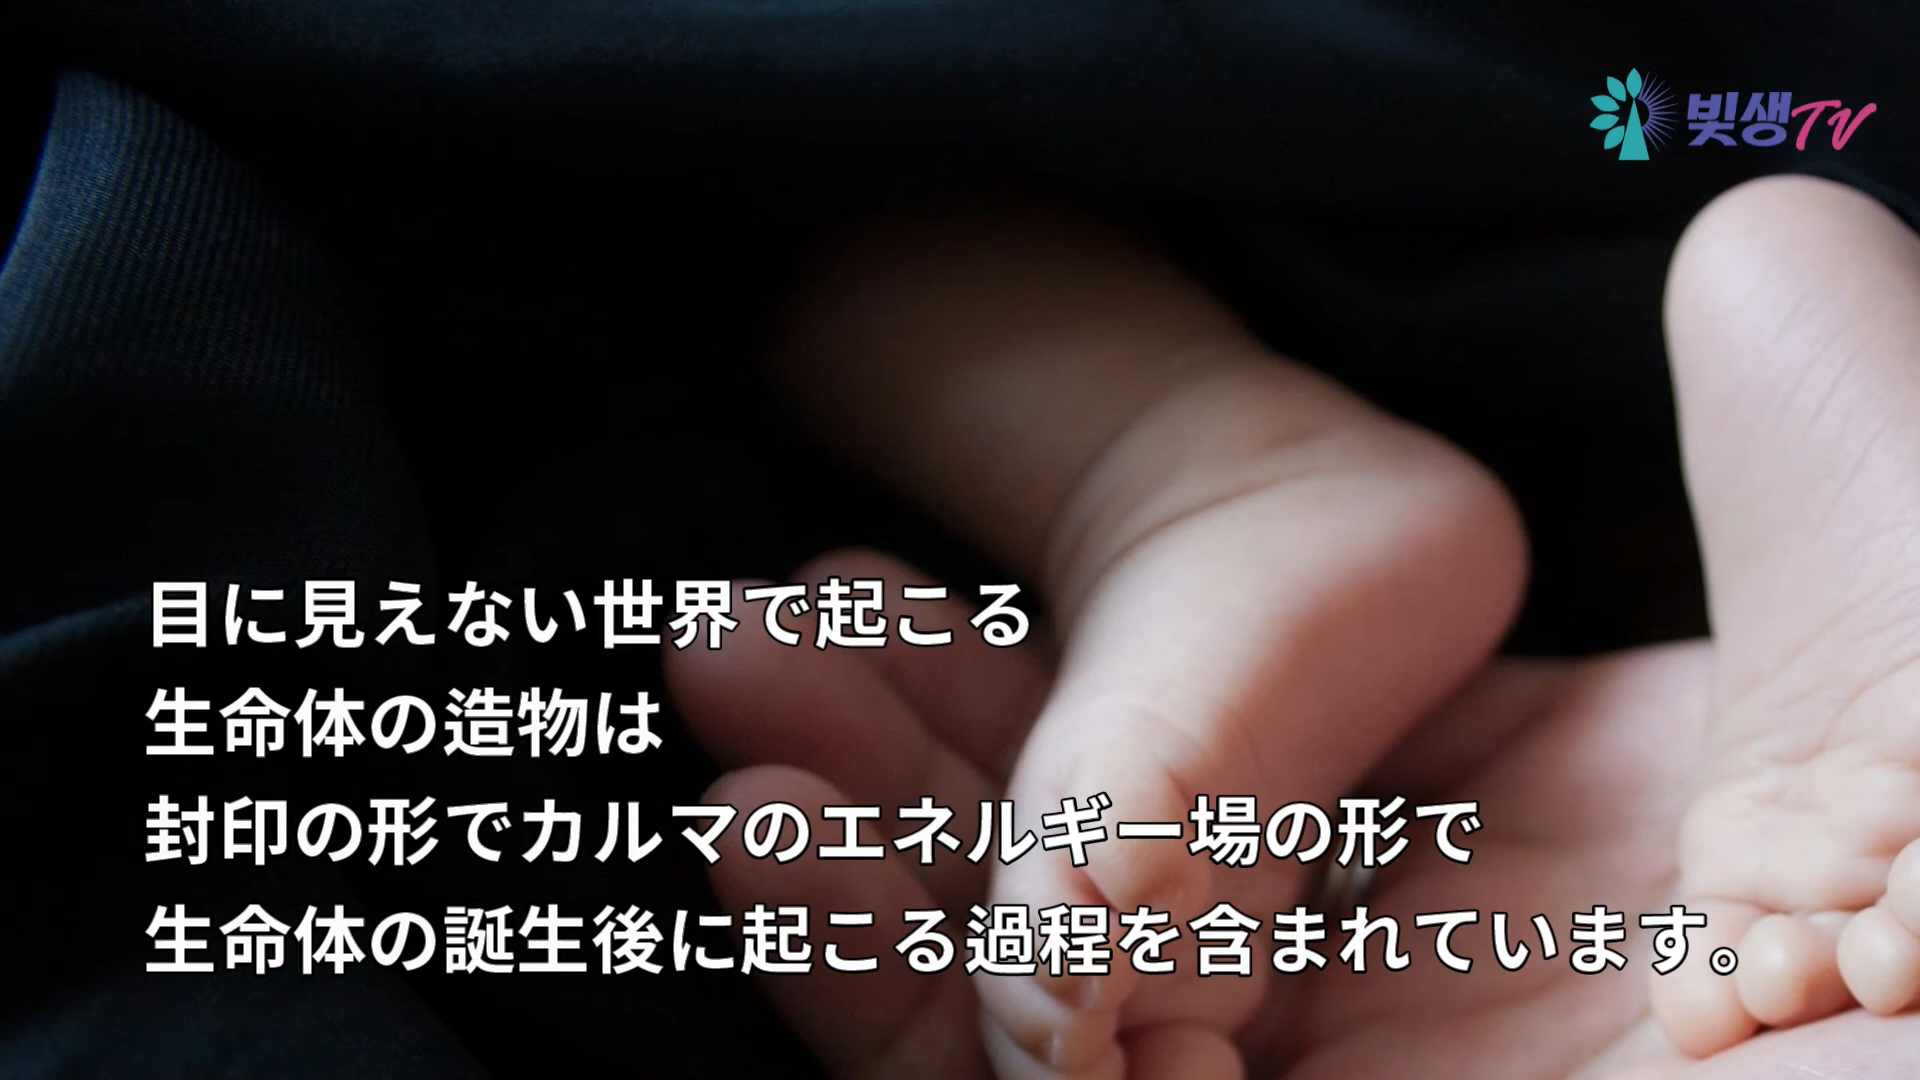 빛생TV
目に見えない世界で起こる
生命体の造物は
封印の形でカルマのエネルギー場の形で
生命体の誕生後に起こる過程を含まれています。